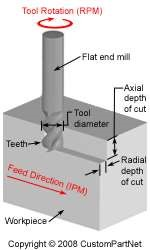 Tool Rotation (RPM)
Flat end mill
Axial
depth
of cut
Tool
diameter
Teeth
Feed Direction (IPM)
Radial
depth
of cut
Workpiece
Copyright © 2008 CustomPartNet